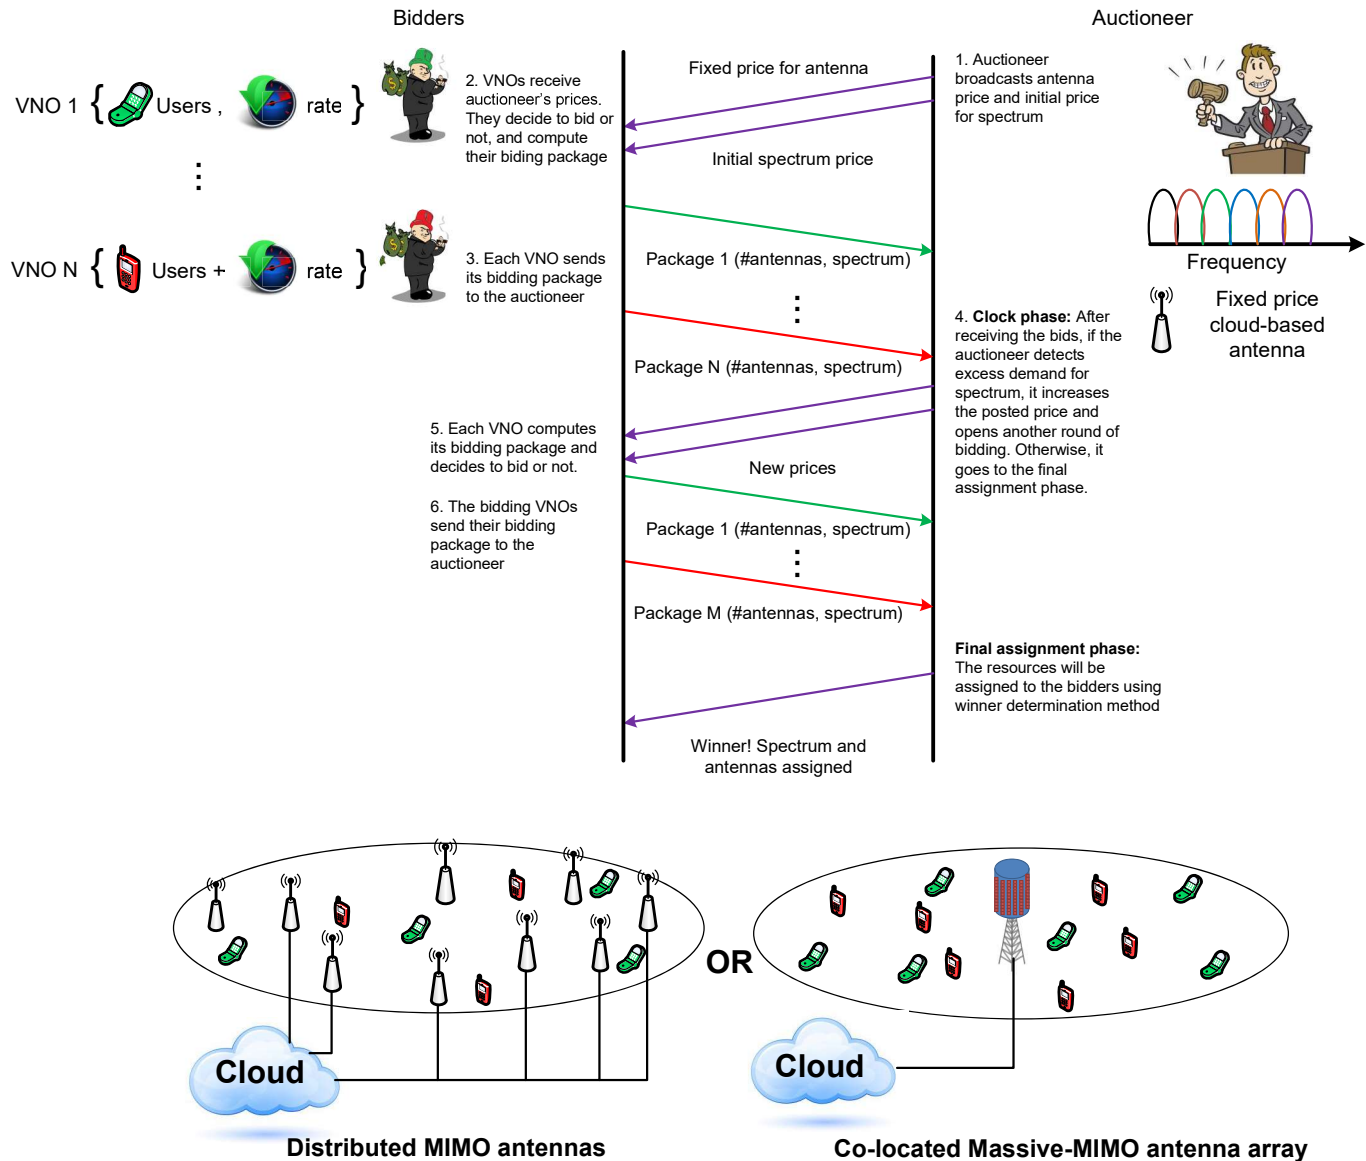 Bidders
Auctioneer
VNO 1 { Users , rate }
2. VNOs receive
auctioneer's prices.
They decide to bid or
not, and compute
their biding package
Fixed price for antenna
Initial spectrum price
1. Auctioneer
broadcasts antenna
price and initial price
for spectrum
VNO N { Users + rate }
3. Each VNO sends
its bidding package
to the auctioneer
Package 1 (#antennas, spectrum)
Package N (#antennas, spectrum)
Frequency
Fixed price
cloud-based
antenna
4. Clock phase: After
receiving the bids, if the
auctioneer detects
excess demand for
spectrum, it increases
the posted price and
opens another round of
bidding. Otherwise, it
goes to the final
assignment phase.
5. Each VNO computes
its bidding package and
decides to bid or not.
New prices
6. The bidding VNOs
send their bidding
package to the
auctioneer
Package 1 (#antennas, spectrum)
Package M (#antennas, spectrum)
Final assignment phase:
The resources will be
assigned to the bidders using
winner determination method
Winner! Spectrum and
antennas assigned
OR
Cloud
Cloud
Distributed MIMO antennas
Co-located Massive-MIMO antenna array